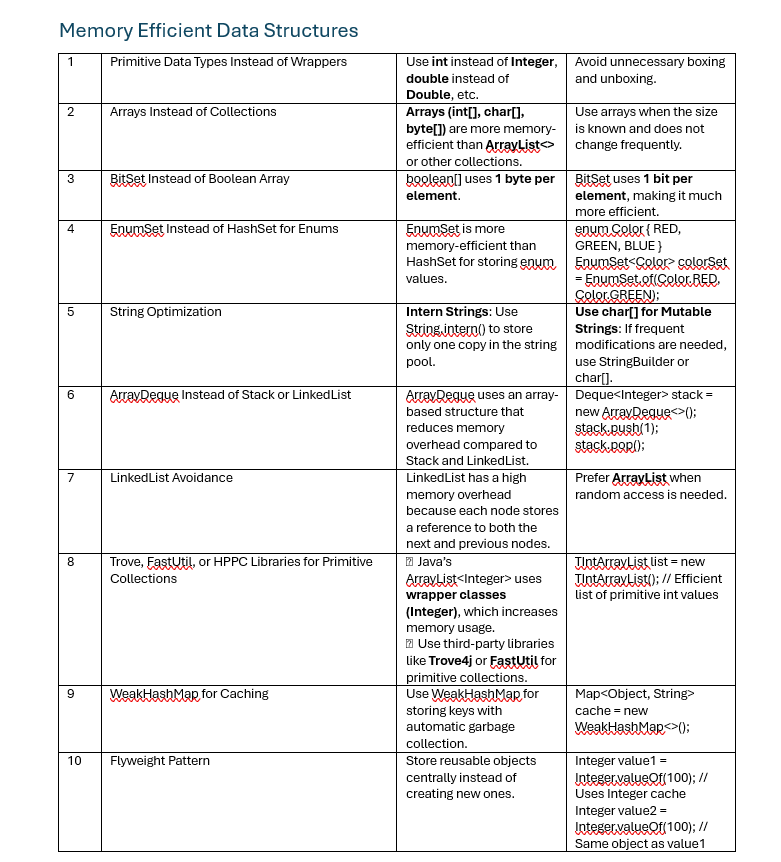 Memory Efficient Data Structures
1 Primitive Data Types Instead of Wrappers
Use int instead of Integer,
double instead of
Double, etc.
Avoid unnecessary boxing
and unboxing.
2 Arrays Instead of Collections
Arrays (int[], char[],
byte[]) are more memory-
efficient than ArrayList<>
or other collections.
Use arrays when the size
is known and does not
change frequently.
3 BitSet Instead of Boolean Array
boolean[] uses 1 byte per
element.
BitSet uses 1 bit per
element, making it much
more efficient.
4 EnumSet Instead of HashSet for Enums
EnumSet is more
memory-efficient than
HashSet for storing enum
values.
enum Color { RED,
GREEN, BLUE }
EnumSet<Color> colorSet
= EnumSet.of(Color.RED,
Color.GREEN);
5 String Optimization
Intern Strings: Use
String.intern() to store
only one copy in the string
pool.
Use char[] for Mutable
Strings: If frequent
modifications are needed,
use StringBuilder or
char[].
6 ArrayDeque Instead of Stack or LinkedList
ArrayDeque uses an array-
based structure that
reduces memory
overhead compared to
Stack and LinkedList.
Deque<Integer> stack =
new ArrayDeque<>();
stack.push(1);
stack.pop();
7 LinkedList Avoidance
LinkedList has a high
memory overhead
because each node stores
a reference to both the
next and previous nodes.
Prefer ArrayList when
random access is needed.
8 Trove, FastUtil, or HPPC Libraries for Primitive
Collections
Java's
ArrayList<Integer> uses
wrapper classes
(Integer), which increases
memory usage.
Use third-party libraries
like Trove4j or FastUtil for
primitive collections.
TIntArrayList list = new
TIntArrayList(); // Efficient
list of primitive int values
9 WeakHashMap for Caching
Use WeakHashMap for
storing keys with
automatic garbage
collection.
Map<Object, String>
cache = new
WeakHashMap<>();
10 Flyweight Pattern
Store reusable objects
centrally instead of
creating new ones.
Integer value1 =
Integer.valueOf(100); //
Uses Integer cache
Integer value2 =
Integer.valueOf(100); //
Same object as value1